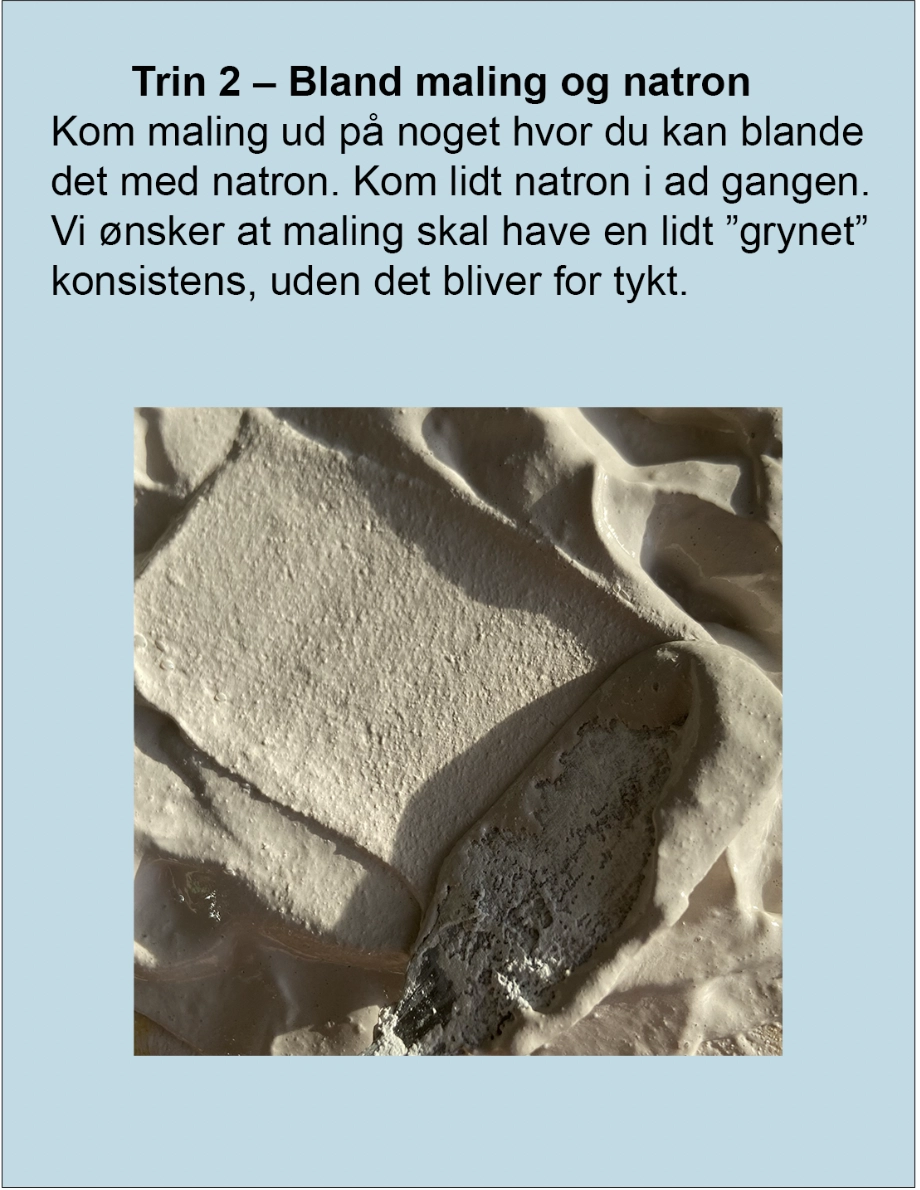 Trin 2 – Bland maling og natron
Kom maling ud på noget hvor du kan blande
det med natron. Kom lidt natron i ad gangen.
Vi ønsker at maling skal have en lidt ”grynet”
konsistens, uden det bliver for tykt.